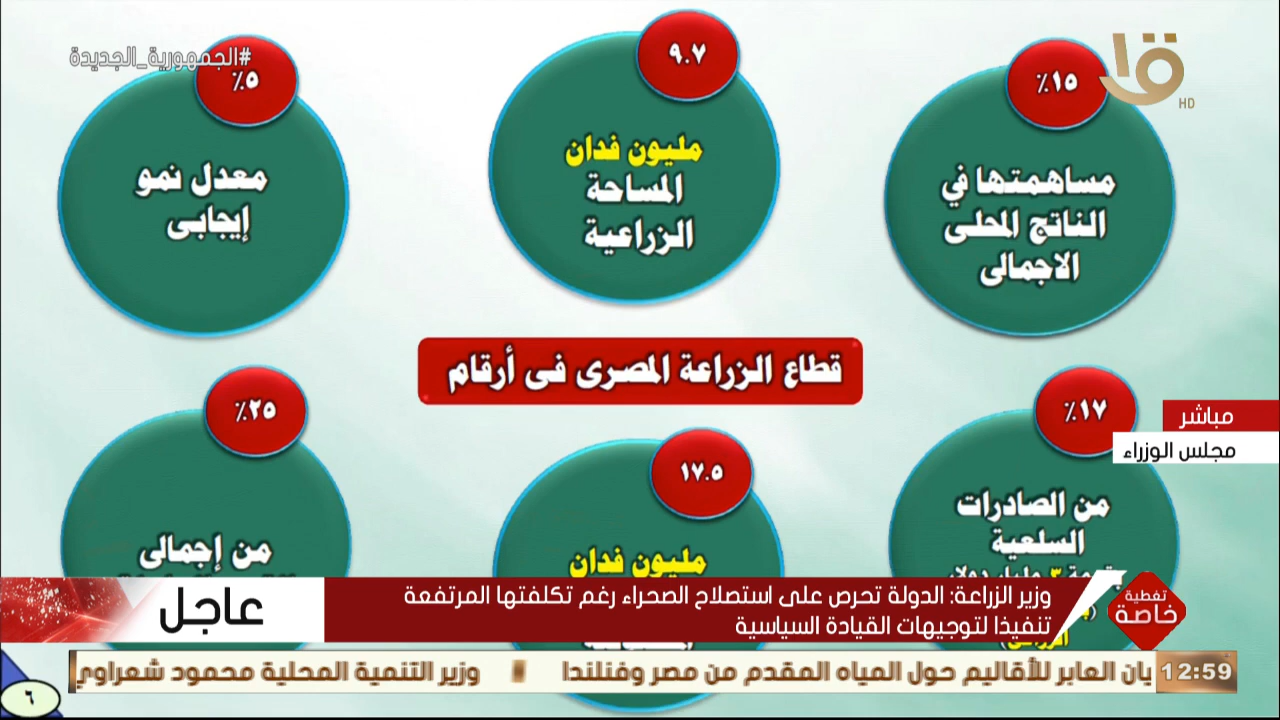 #الجمهورية_الجديدة
HD
٪١٥
مساهمتها في
الناتج المحلى
الاجمالى
٩.٧
مليون فدان
المساحة
الزراعية
٪٥
معدل نمو
إيجابى
قطاع الزراعة المصرى فى أرقام
٪١٧
من الصادرات
السلعية
١٧.٥
مليون فدان
٪٢٥
من إجمالى
مباشر
مجلس الوزراء
تغطية
خاصة
عاجل
وزير الزراعة: الدولة تحرص على استصلاح الصحراء رغم تكلفتها المرتفعة
تنفيذا لتوجيهات القيادة السياسية
12:59
يان العابر للأقاليم حول المياه المقدم من مصر وفنلندا
وزير التنمية المحلية محمود شعراوي
٦